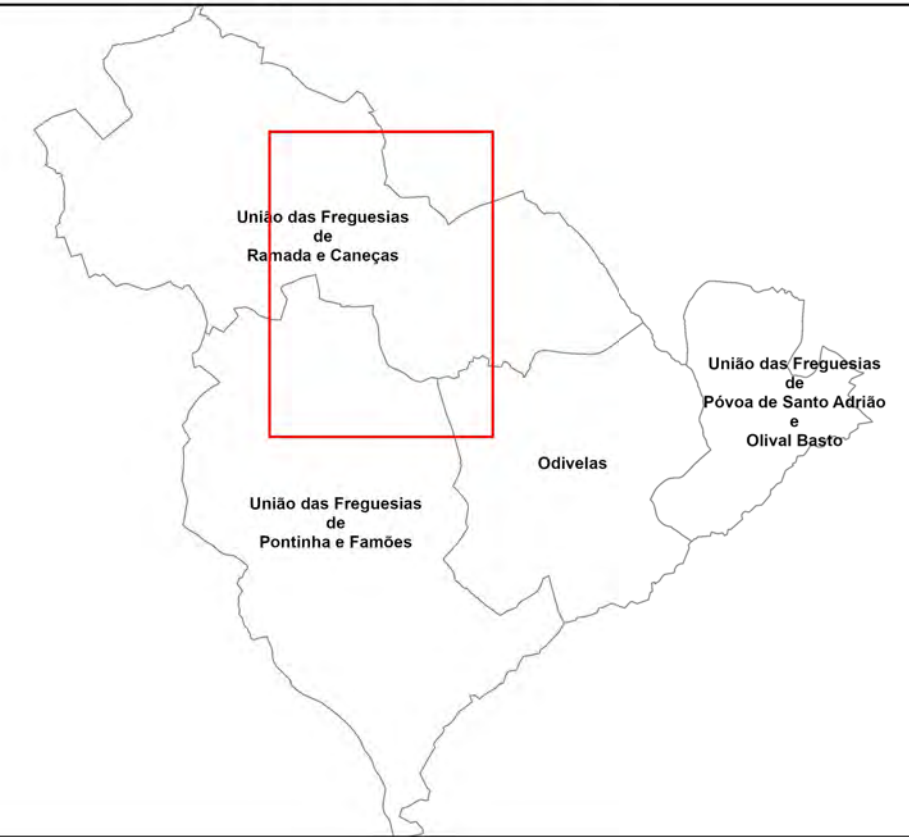 União das Freguesias
de
Ramada e Caneças
União das Freguesias
de
Póvoa de Santo Adrião
e
Olival Basto
Odivelas
União das Freguesias
de
Pontinha e Famões